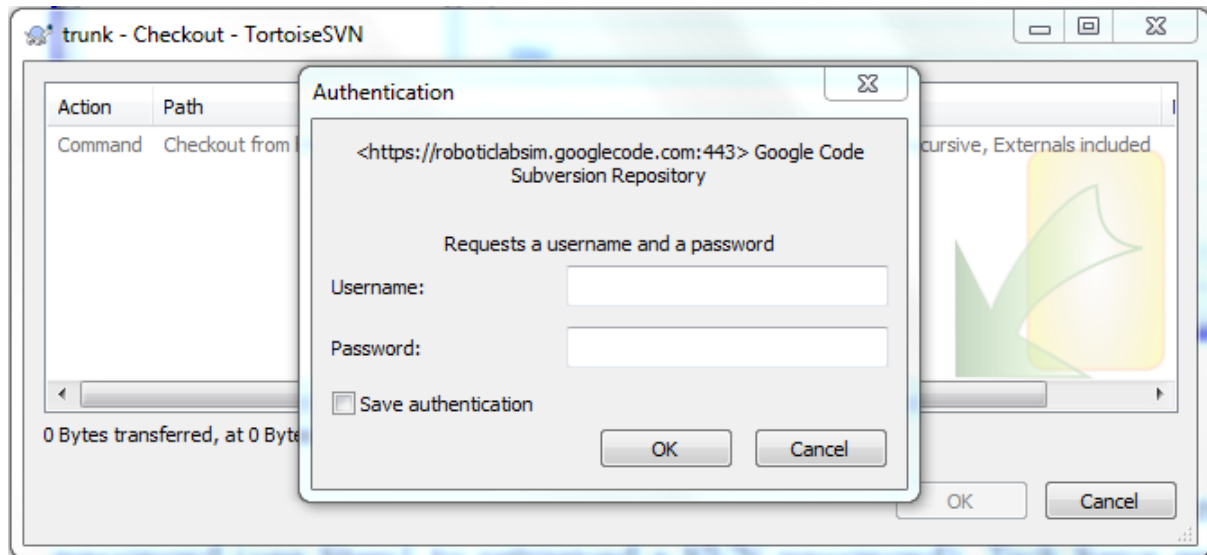 trunk - Checkout - TortoiseSVN
Authentication
Action Path
Command Checkout from
cursive, Externals included
<https://roboticlabsim.googlecode.com:443> Google Code
Subversion Repository
Requests a username and a password
Username:
Password:
Save authentication
OK Cancel
0 Bytes transferred, at 0 Byte
OK Cancel